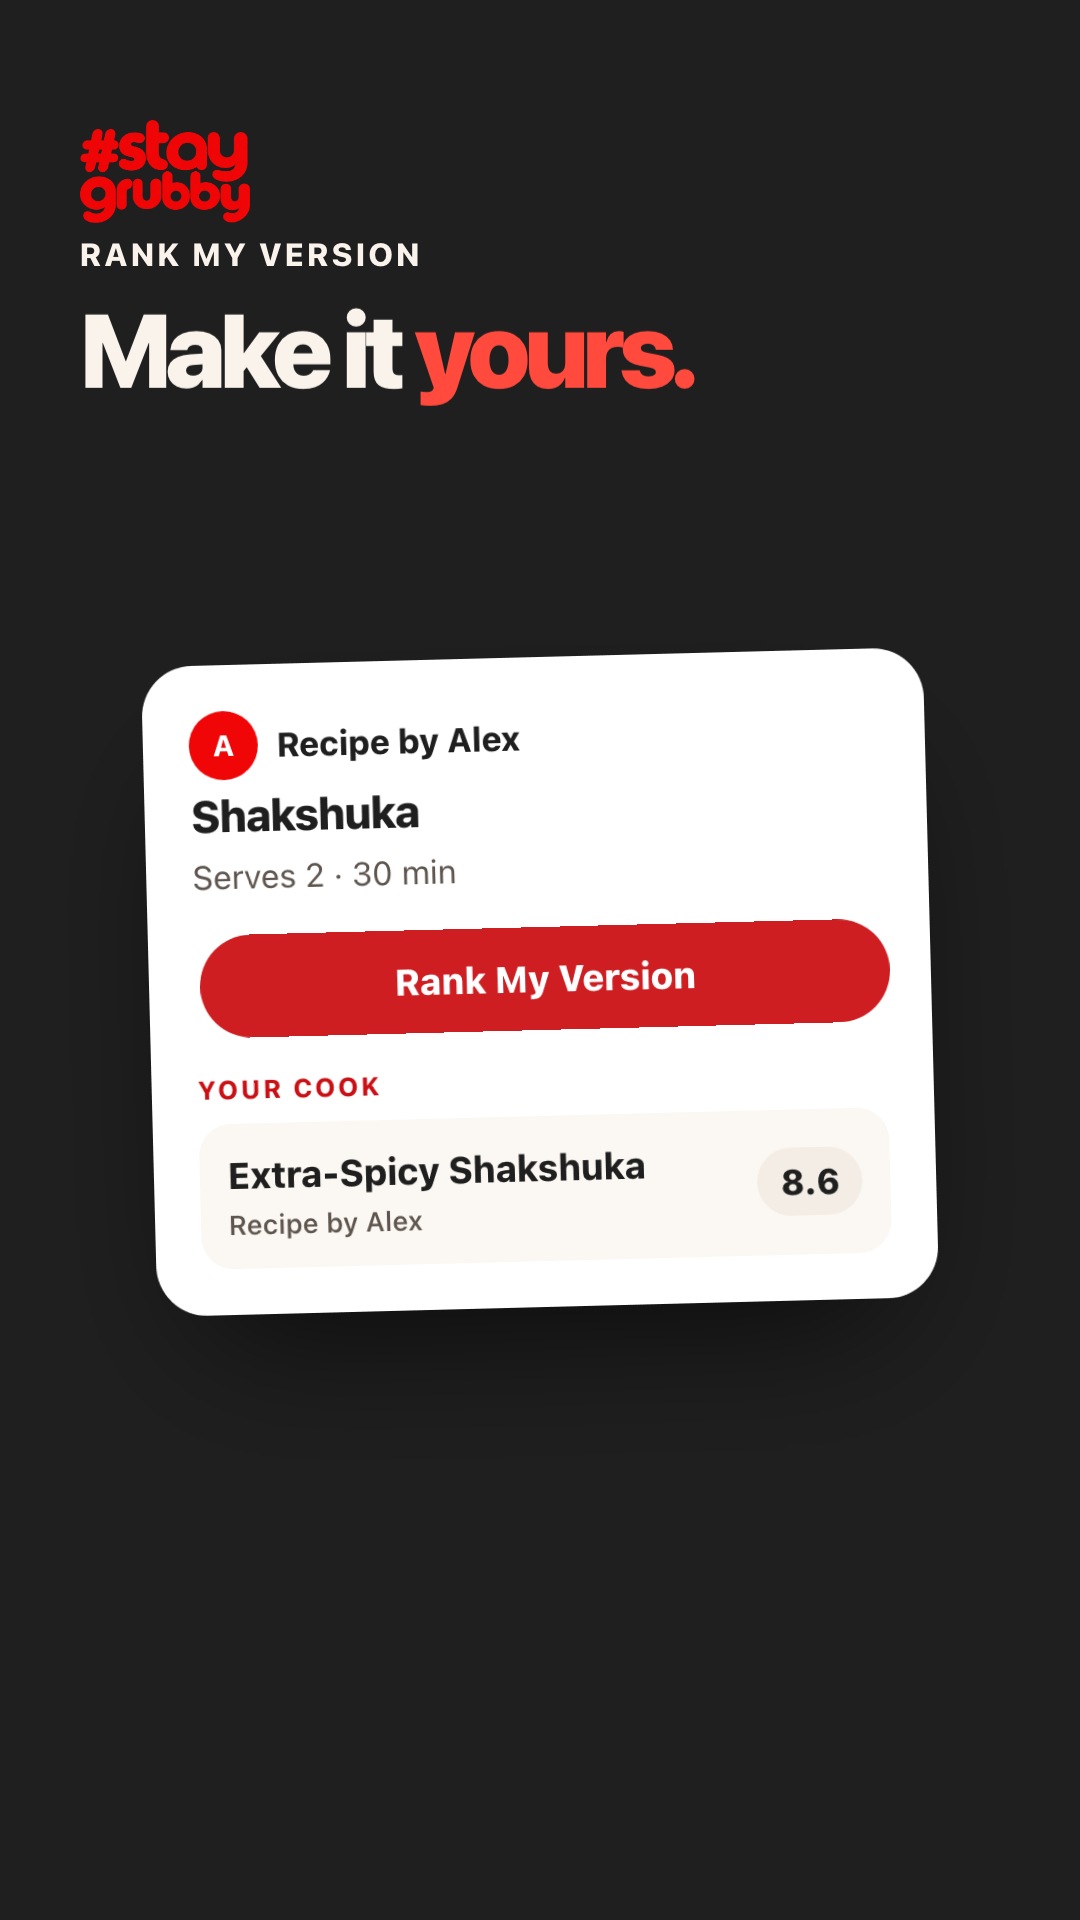 #stay
grubby
RANK MY VERSION
Make it yours.
A
Recipe by Alex
Shakshuka
Serves 2 · 30 min
Rank My Version
YOUR COOK
Extra-Spicy Shakshuka
8.6
Recipe by Alex